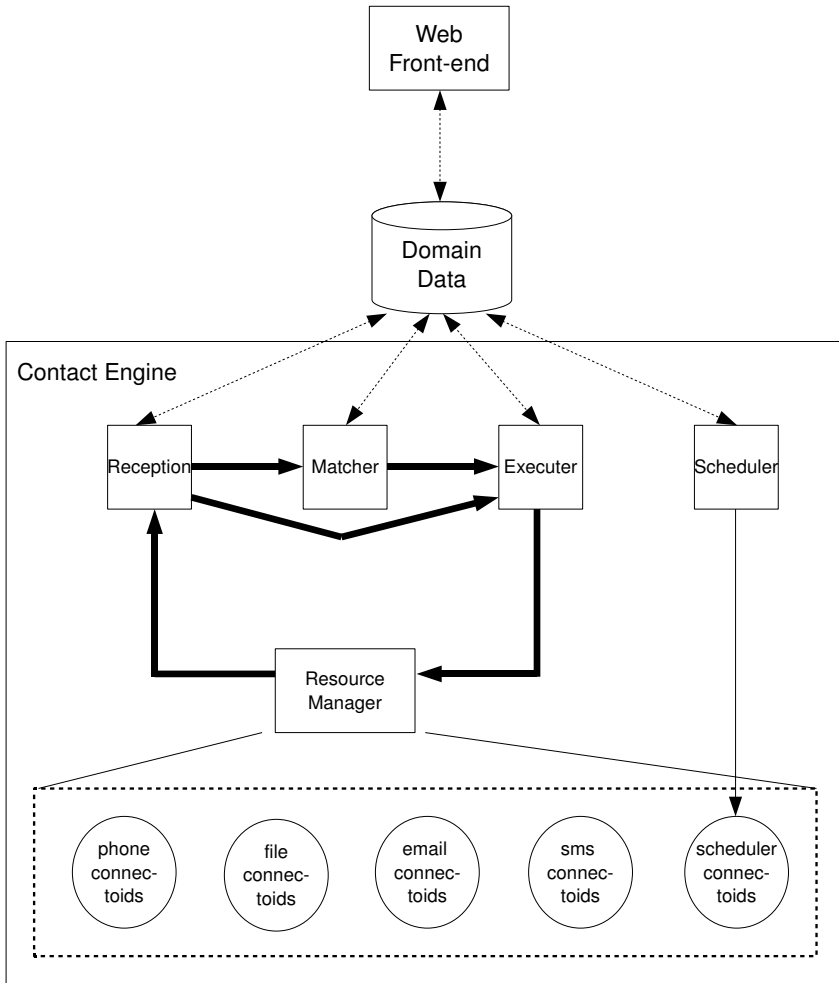 Web
Front-end
Domain
Data
Contact Engine
Reception
Matcher
Executer
Scheduler
Resource
Manager
phone
connec-
toids
file
connec-
toids
email
connec-
toids
sms
connec-
toids
scheduler
connec-
toids